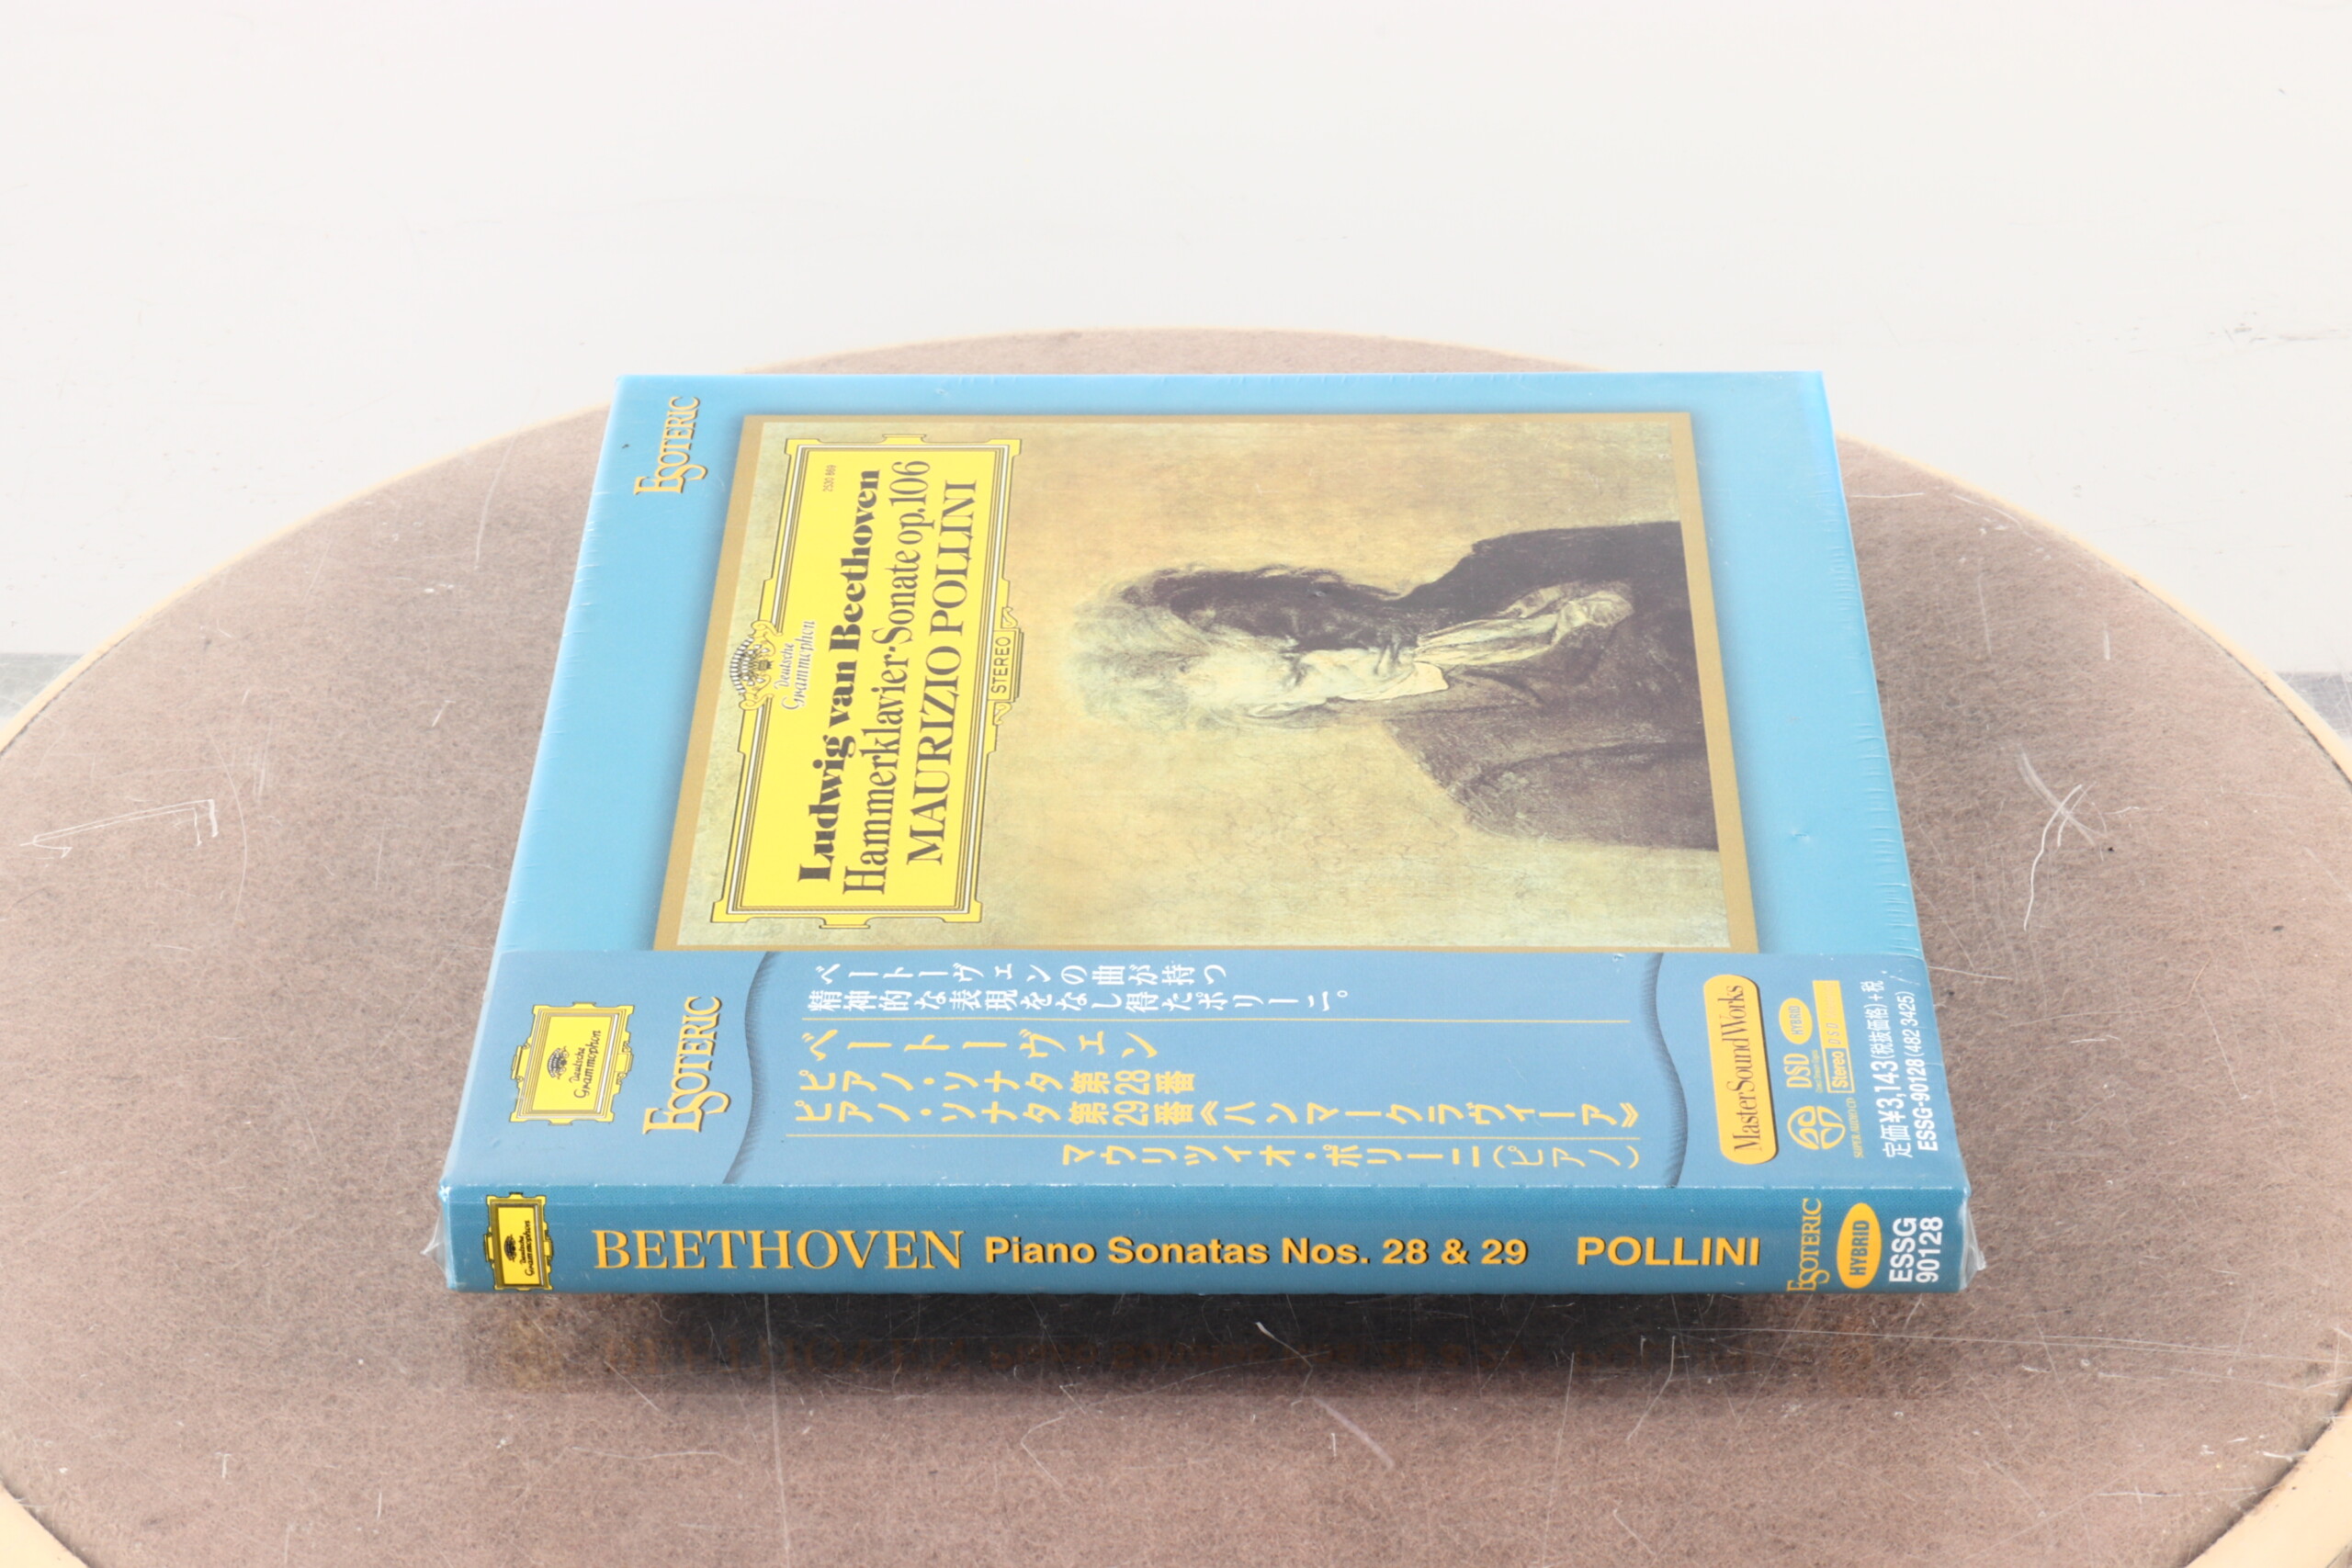 ESOTERIC
2530 869
Deutsche
Grammophon
Ludwig van Beethoven
Hammerklavier-Sonate op.106
MAURIZIO POLLINI
STEREO
Deutsche
Grammophon
ESOTERIC
ベートーヴェンの曲が持つ
精神的な表現をなし得たポリーニ。
ベートーヴェン
ピアノ・ソナタ 第28番
ピアノ・ソナタ 第29番《ハンマークラヴィーア》
マウリツィオ・ポリーニ(ピアノ)
MasterSoundWorks
DSD
HYBRID
SUPER AUDIO CD
Stereo DSD
定価¥3,143(税抜価格)+税
ESSG-90128 (482 3425)
Deutsche
Grammophon
BEETHOVEN Piano Sonatas Nos. 28 & 29 POLLINI
ESOTERIC
HYBRID
ESSG
90128